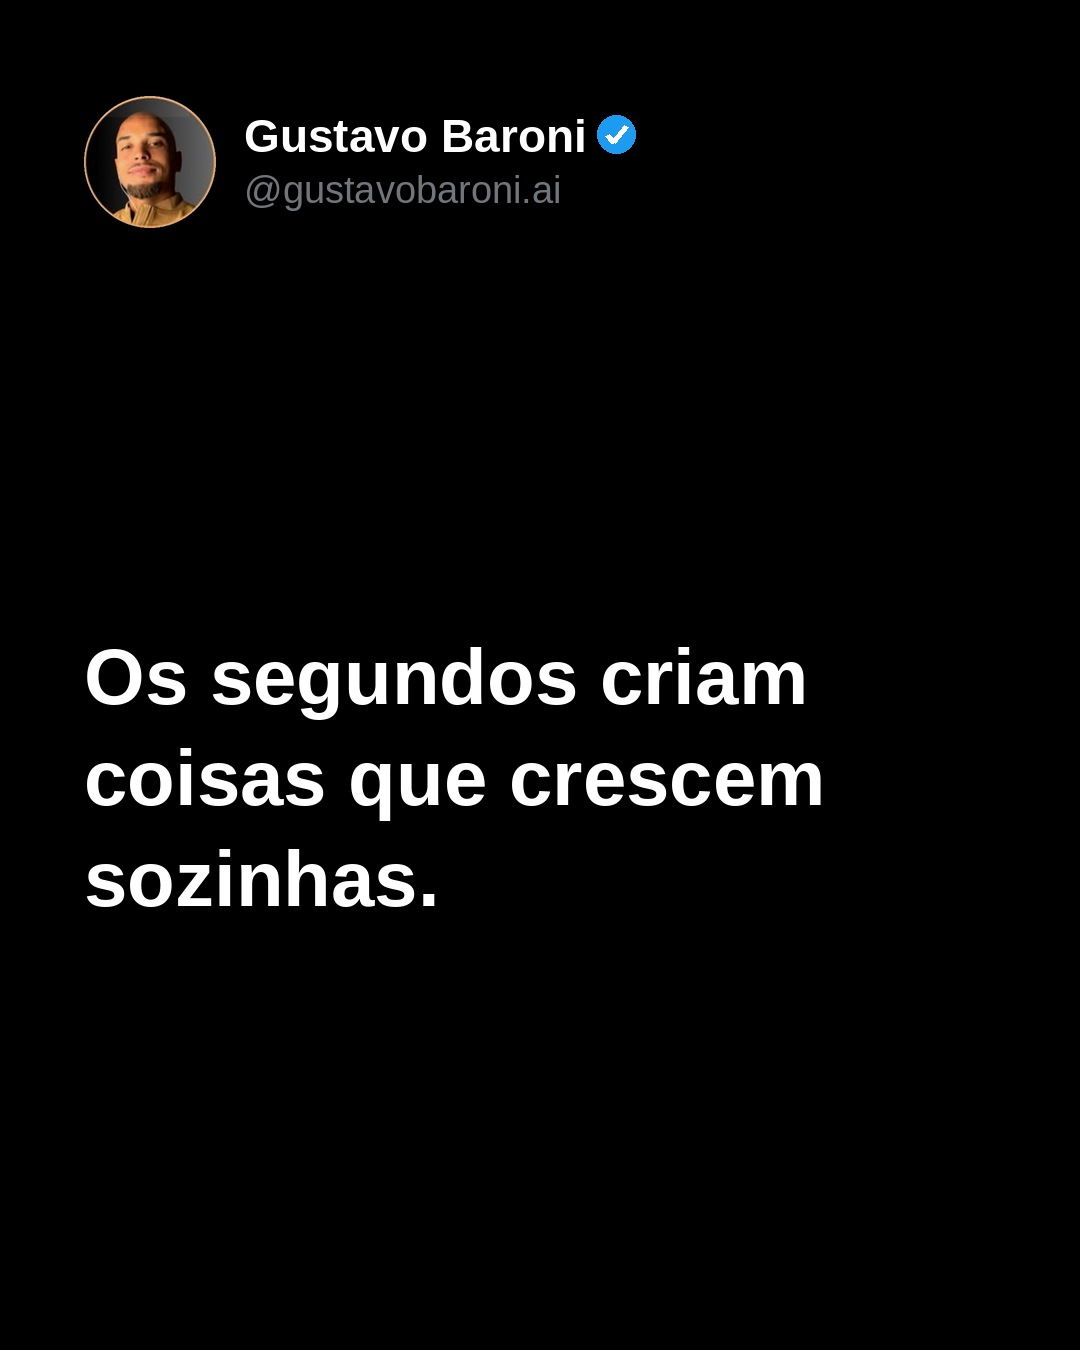 Gustavo Baroni
@gustavobaroni.ai
Os segundos criam
coisas que crescem
sozinhas.